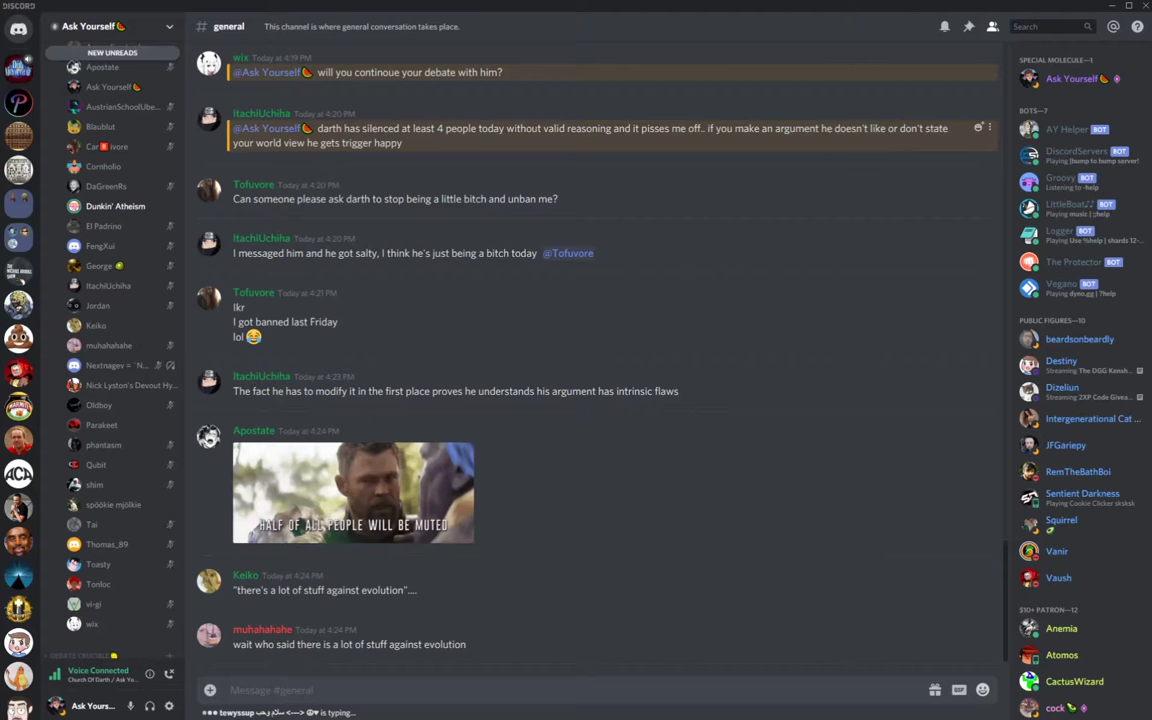 DISCORD
Ask Yourself🍉
NEW UNREADS
Apostate
Ask Yourself🍉
AustrianSchoolUbe...
Blaublut
Car🅱ivore
Cornholio
DaGreenRs
Dunkin' Atheism
El Padrino
FengXui
George 🥝
ItachiUchiha
Jordan
Keiko
muhahahahe
Nextnagev = `N...
Nick Lyston's Devout Hy...
Oldboy
Parakeet
phantasm
Qubit
shim
spöökie mjölkie
Tai
Thomas_89
Toasty
Tonloc
vi-gi
wix
DEBATE CRUCIBLE
Voice Connected
Church Of Darth / Ask Yo...
Ask Yours...
# general
This channel is where general conversation takes place.
Search
wix Today at 4:19 PM
@Ask Yourself🍉 will you continoue your debate with him?
ItachiUchiha Today at 4:20 PM
@Ask Yourself🍉 darth has silenced at least 4 people today without valid reasoning and it pisses me off.. if you make an argument he doesn't like or don't state
your world view he gets trigger happy
Tofuvore Today at 4:20 PM
Can someone please ask darth to stop being a little bitch and unban me?
ItachiUchiha Today at 4:20 PM
I messaged him and he got salty, I think he's just being a bitch today @Tofuvore
Tofuvore Today at 4:21 PM
Ikr
I got banned last Friday
lol 😂
ItachiUchiha Today at 4:23 PM
The fact he has to modify it in the first place proves he understands his argument has intrinsic flaws
Apostate Today at 4:24 PM
HALF OF ALL PEOPLE WILL BE MUTED
Keiko Today at 4:24 PM
"there's a lot of stuff against evolution"....
muhahahahe Today at 4:24 PM
wait who said there is a lot of stuff against evolution
Message #general
GIF
is typing...
SPECIAL MOLECULE—1
Ask Yourself🍉
BOTS—7
AY Helper BOT
DiscordServers BOT
Playing !bump to bump server!
Groovy BOT
Listening to -help
LittleBoat♪♫ BOT
Playing music | ;;help
Logger BOT
Playing Use %help | shards 12-...
The Protector BOT
Vegano BOT
Playing dyno.gg | ?help
PUBLIC FIGURES—10
beardsonbeardly
Destiny
Streaming The DGG Kensh...
Dizeliun
Streaming 2XP Code Givea...
Intergenerational Cat ...
JFGariepy
RemTheBathBoi
Sentient Darkness
Playing Cookie Clicker sksksk
Squirrel
Vanir
Vaush
$10+ PATRON—12
Anemia
Atomos
CactusWizard
cock
ACA